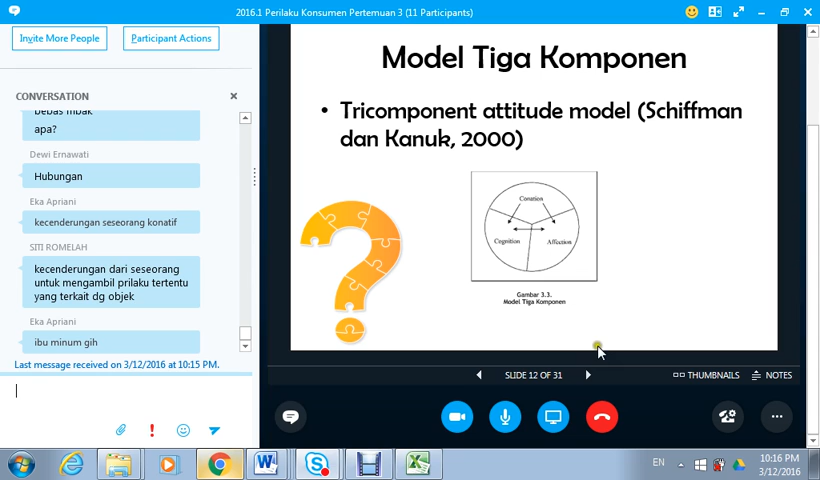 2016.1 Perilaku Konsumen Pertemuan 3 (11 Participants)
Invite More People
Participant Actions
CONVERSATION
bebas mbak
apa?
Dewi Ernawati
Hubungan
Eka Apriani
kecenderungan seseorang konatif
SITI ROMELAH
kecenderungan dari seseorang
untuk mengambil prilaku tertentu
yang terkait dg objek
Eka Apriani
ibu minum gih
Last message received on 3/12/2016 at 10:15 PM.
Model Tiga Komponen
• Tricomponent attitude model (Schiffman
dan Kanuk, 2000)
Conation
Cognition
Affection
Gambar 3.3.
Model Tiga Komponen
SLIDE 12 OF 31
THUMBNAILS
NOTES
EN
10:16 PM
3/12/2016